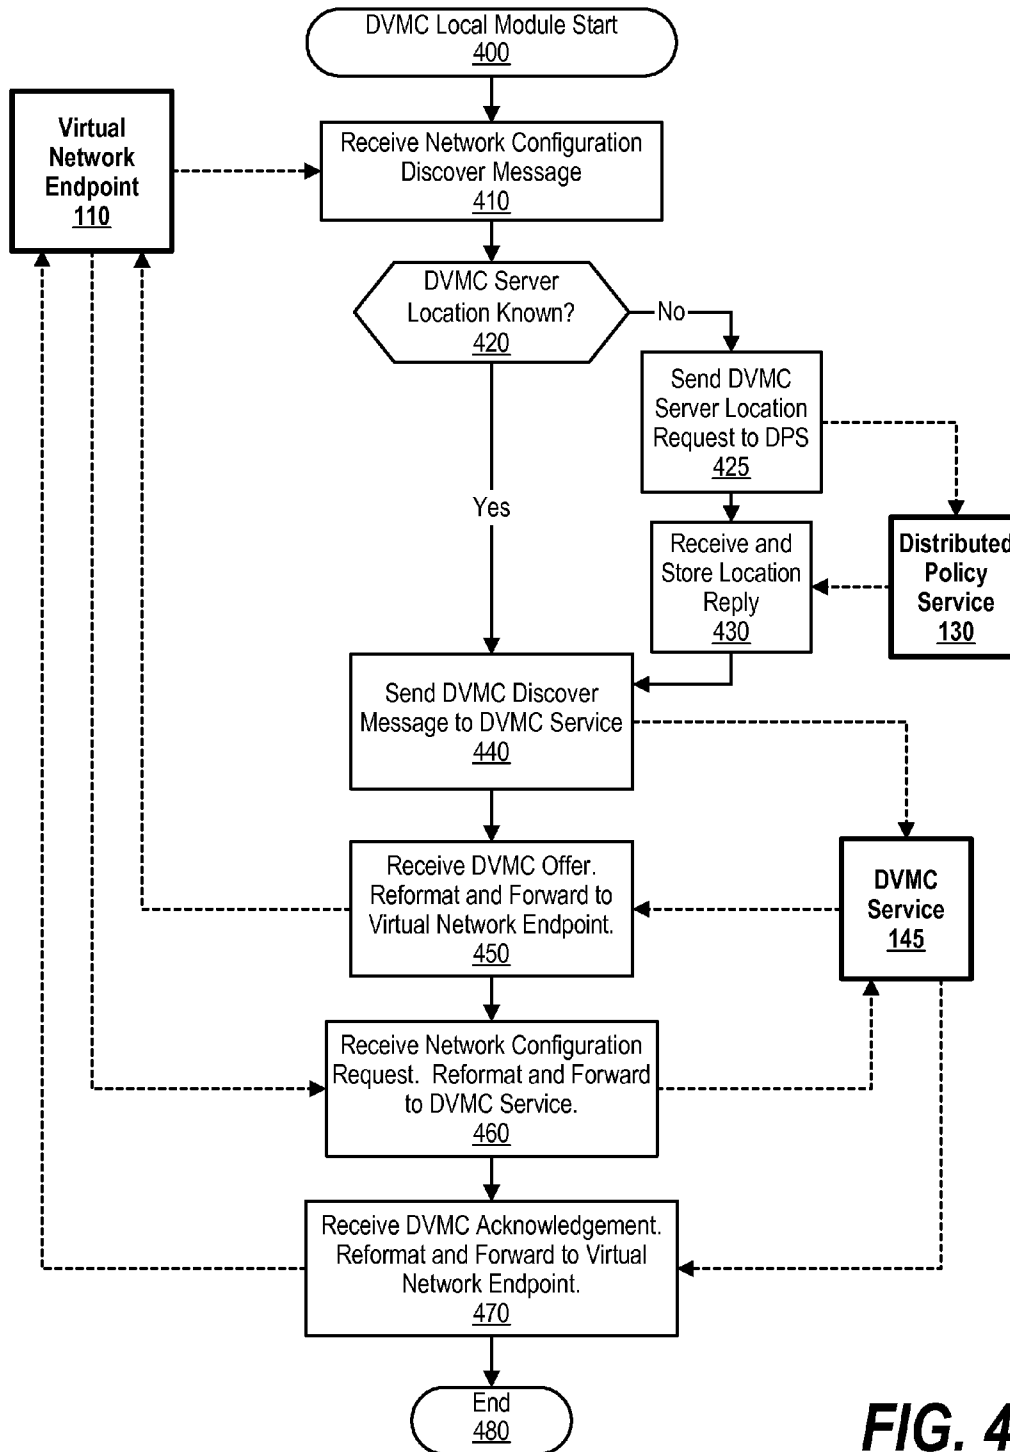 DVMC Local Module Start
400
Virtual
Network
Endpoint
110
Receive Network Configuration
Discover Message
410
DVMC Server
Location Known?
420
No
Send DVMC
Server Location
Request to DPS
425
Yes
Receive and
Store Location
Reply
430
Distributed
Policy
Service
130
Send DVMC Discover
Message to DVMC Service
440
Receive DVMC Offer.
Reformat and Forward to
Virtual Network Endpoint.
450
DVMC
Service
145
Receive Network Configuration
Request. Reformat and Forward
to DVMC Service.
460
Receive DVMC Acknowledgement.
Reformat and Forward to Virtual
Network Endpoint.
470
End
480
FIG. 4